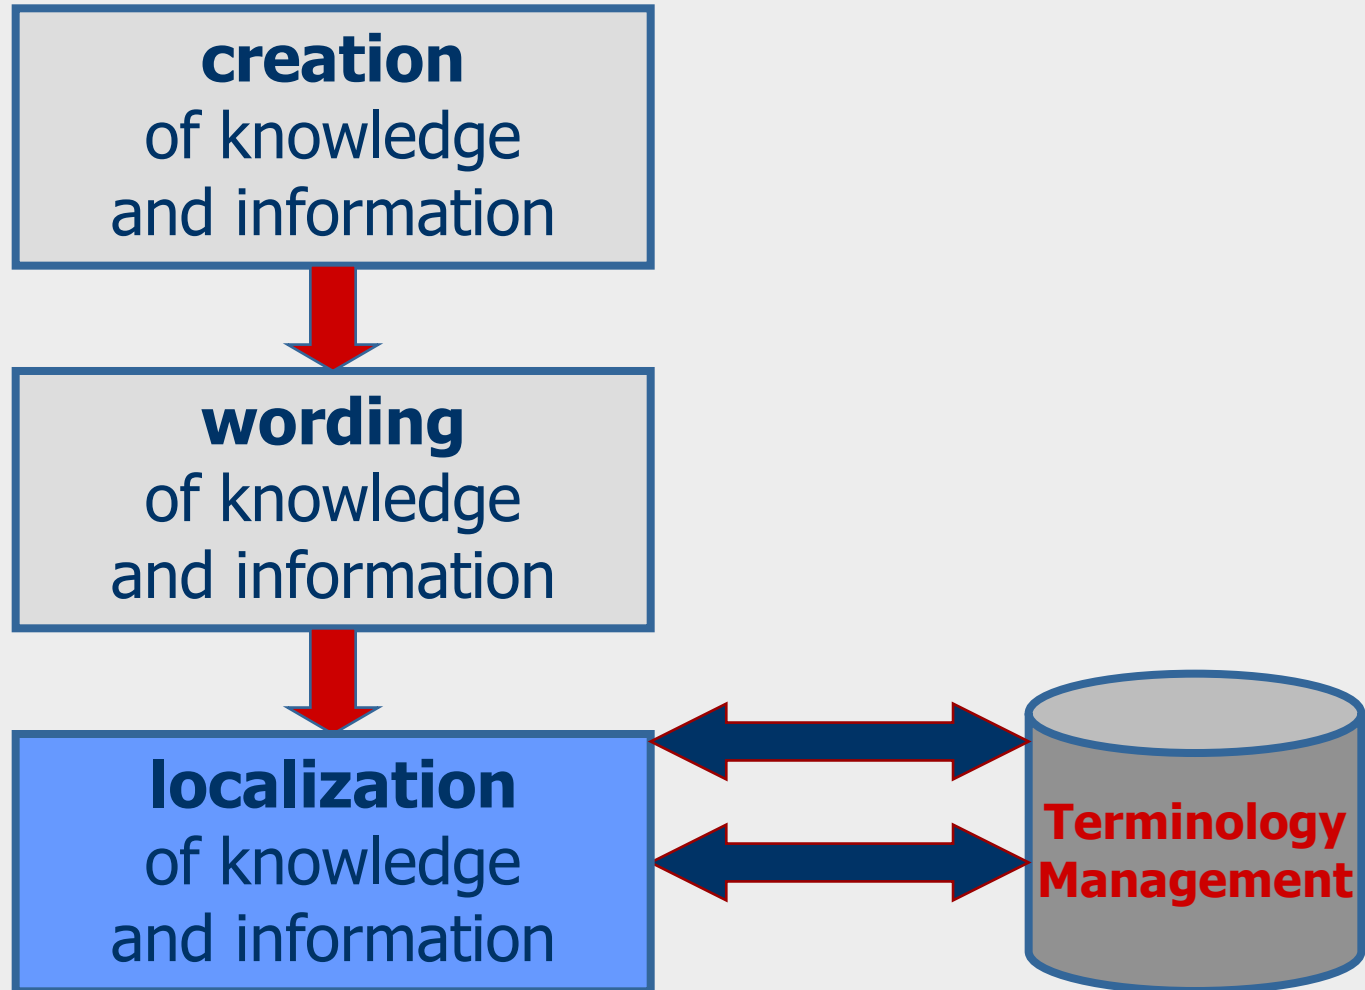 creation
of knowledge
and information
wording
of knowledge
and information
localization
of knowledge
and information
Terminology
Management